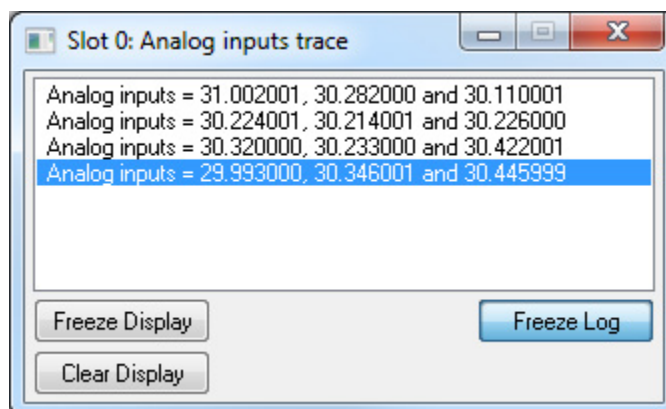 Slot 0: Analog inputs trace
Analog inputs = 31.002001, 30.282000 and 30.110001
Analog inputs = 30.224001, 30.214001 and 30.226000
Analog inputs = 30.320000, 30.233000 and 30.422001
Analog inputs = 29.993000, 30.346001 and 30.445999
Freeze Display
Freeze Log
Clear Display